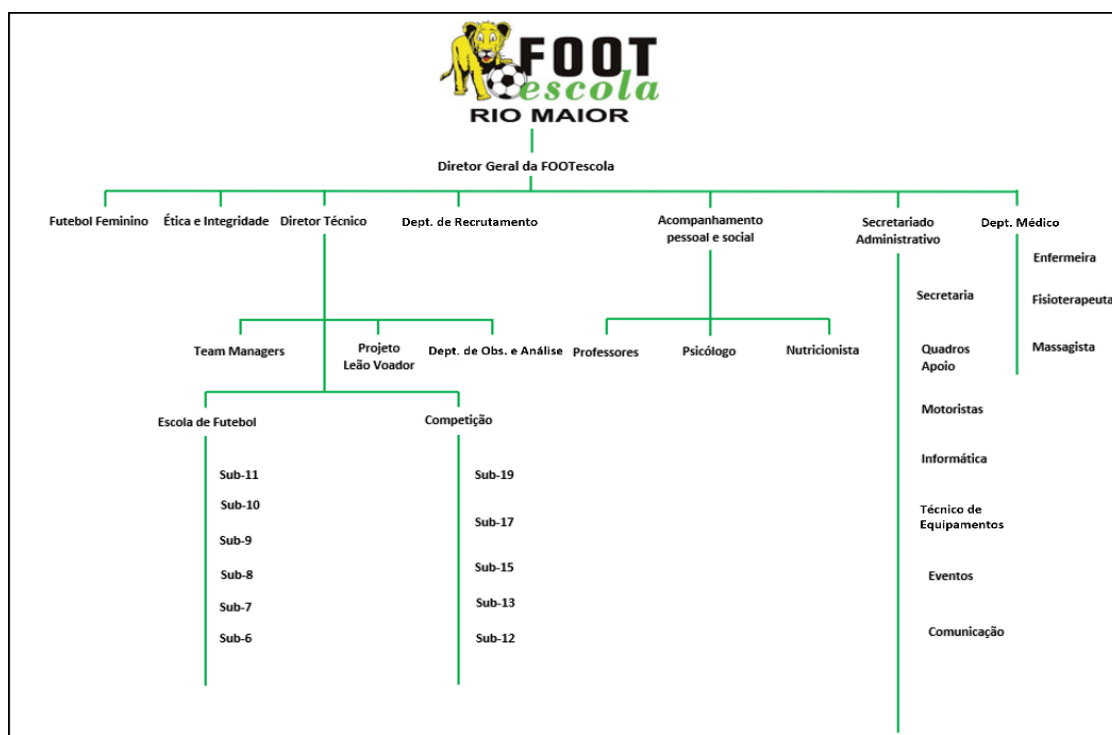 FOOT
escola
RIO MAIOR
Diretor Geral da FOOTescola
Futebol Feminino
Ética e Integridade
Diretor Técnico
Dept. de Recrutamento
Acompanhamento
pessoal e social
Secretariado
Administrativo
Dept. Médico
Team Managers
Projeto
Leão Voador
Dept. de Obs. e Análise
Escola de Futebol
Sub-11
Sub-10
Sub-9
Sub-8
Sub-7
Sub-6
Competição
Sub-19
Sub-17
Sub-15
Sub-13
Sub-12
Professores
Psicólogo
Nutricionista
Secretaria
Quadros
Apoio
Motoristas
Informática
Técnico de
Equipamentos
Eventos
Comunicação
Enfermeira
Fisioterapeuta
Massagista